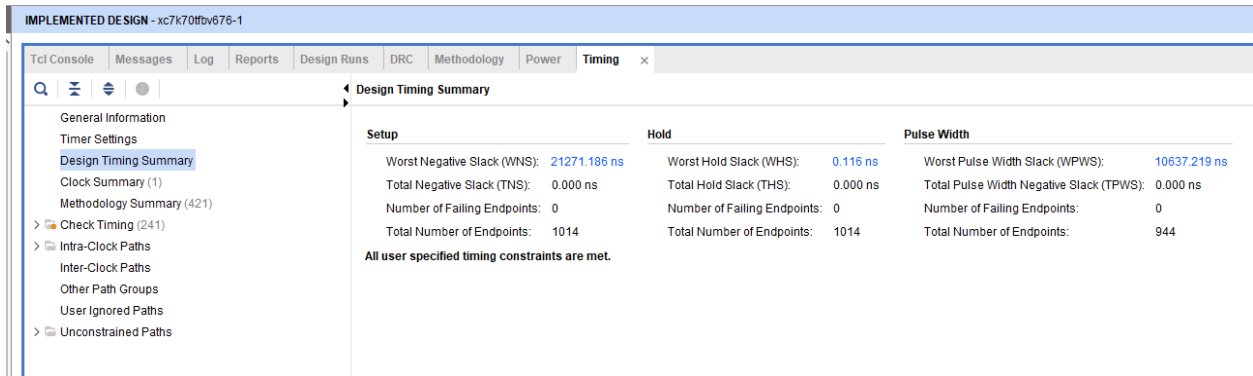 IMPLEMENTED DESIGN - xc7k70tfbv676-1
Tcl Console Messages Log Reports Design Runs DRC Methodology Power Timing ×
Design Timing Summary
General Information
Timer Settings
Design Timing Summary
Clock Summary (1)
Methodology Summary (421)
> Check Timing (241)
> Intra-Clock Paths
Inter-Clock Paths
Other Path Groups
User Ignored Paths
> Unconstrained Paths
Setup
Worst Negative Slack (WNS): 21271.186 ns
Total Negative Slack (TNS): 0.000 ns
Number of Failing Endpoints: 0
Total Number of Endpoints: 1014
Hold
Worst Hold Slack (WHS): 0.116 ns
Total Hold Slack (THS): 0.000 ns
Number of Failing Endpoints: 0
Total Number of Endpoints: 1014
Pulse Width
Worst Pulse Width Slack (WPWS): 10637.219 ns
Total Pulse Width Negative Slack (TPWS): 0.000 ns
Number of Failing Endpoints: 0
Total Number of Endpoints: 944
All user specified timing constraints are met.